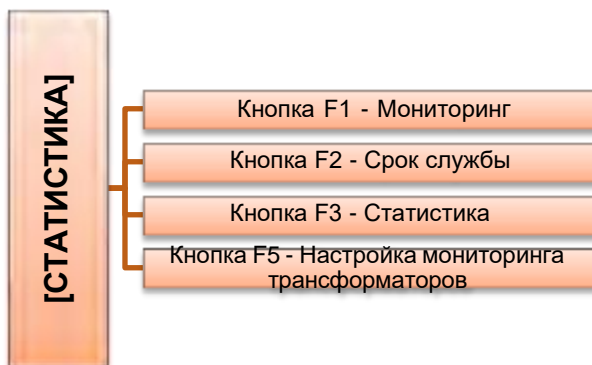 [СТАТИСТИКА]
Кнопка F1 - Мониторинг
Кнопка F2 - Срок службы
Кнопка F3 - Статистика
Кнопка F5 - Настройка мониторинга
трансформаторов